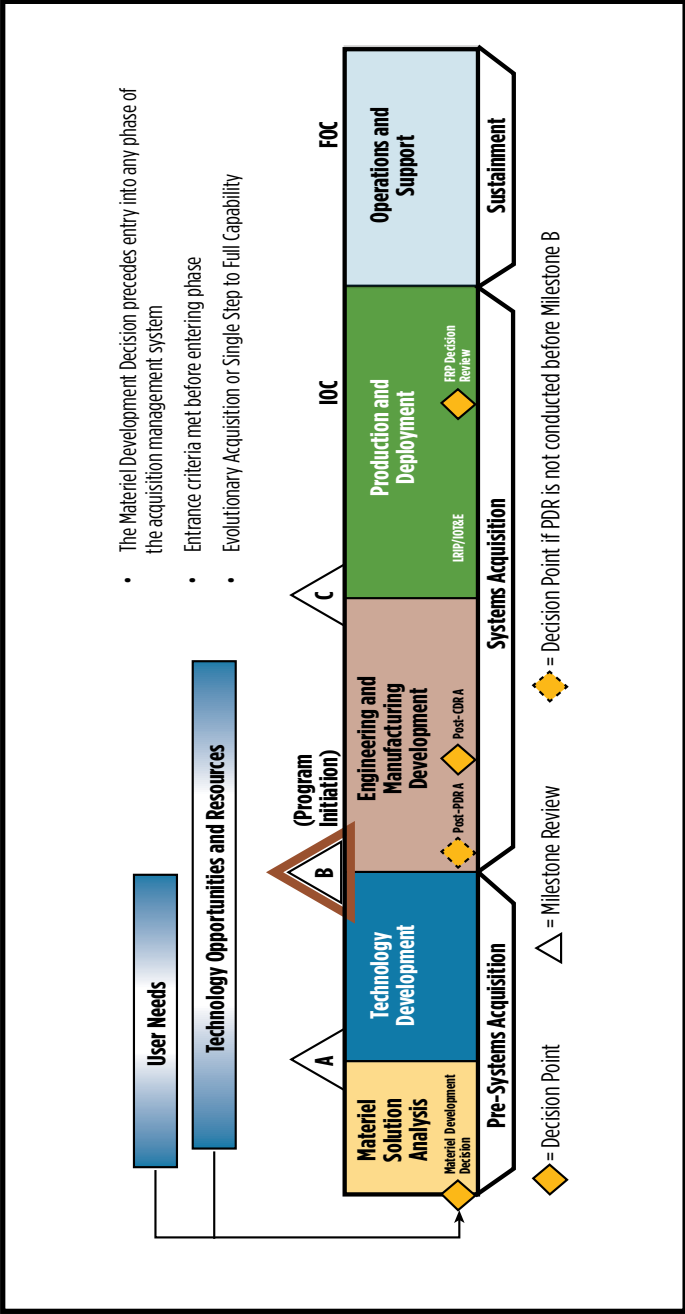 User Needs
Technology Opportunities and Resources
• The Materiel Development Decision precedes entry into any phase of
the acquisition management system
• Entrance criteria met before entering phase
• Evolutionary Acquisition or Single Step to Full Capability
(Program
Initiation)
A
B
C
IOC
FOC
Materiel
Solution
Analysis
Technology
Development
Engineering and
Manufacturing
Development
Production and
Deployment
Operations and
Support
Materiel Development
Decision
Post-PDR A
Post-CDR A
LRIP/IOT&E
FRP Decision
Review
Pre-Systems Acquisition
Systems Acquisition
Sustainment
= Decision Point
= Milestone Review
= Decision Point if PDR is not conducted before Milestone B